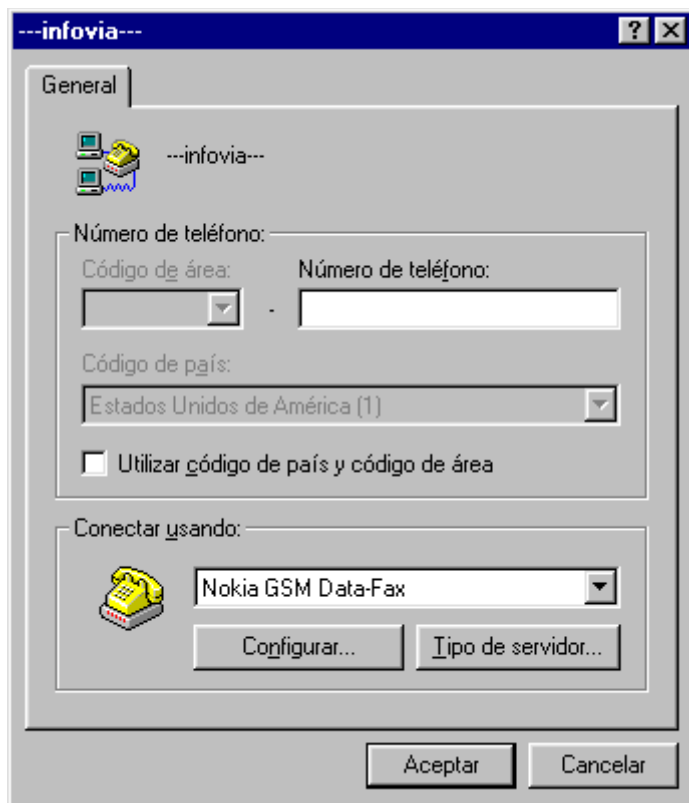 ---infovia---
General
---infovia---
Número de teléfono:
Código de área: Número de teléfono:
-
Código de país:
Estados Unidos de América (1)
Utilizar código de país y código de área
Conectar usando:
Nokia GSM Data-Fax
Configurar... Tipo de servidor...
Aceptar Cancelar